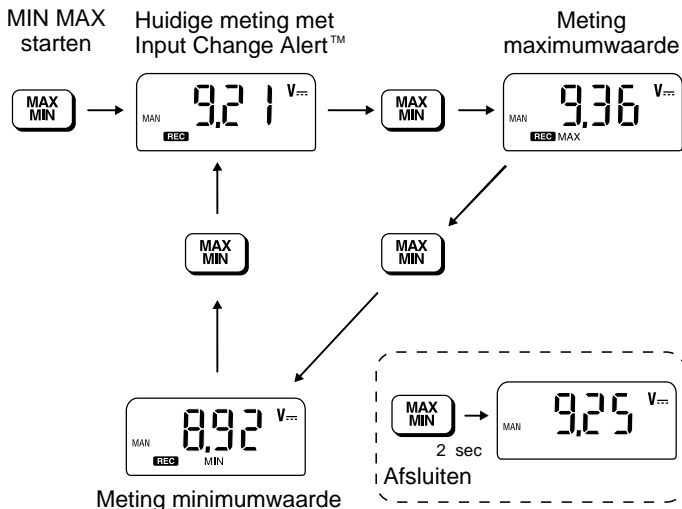 MIN MAX
starten
Huidige meting met
Input Change Alert™
Meting
maximumwaarde
MAX
MIN
9.21
V
MAN
REC
MAX
MIN
9.36
V
MAN
REC MAX
MAX
MIN
MAX
MIN
8.92
V
MAN
REC MIN
Meting minimumwaarde
MAX
MIN
2 sec
Afsluiten
9.25
V
MAN